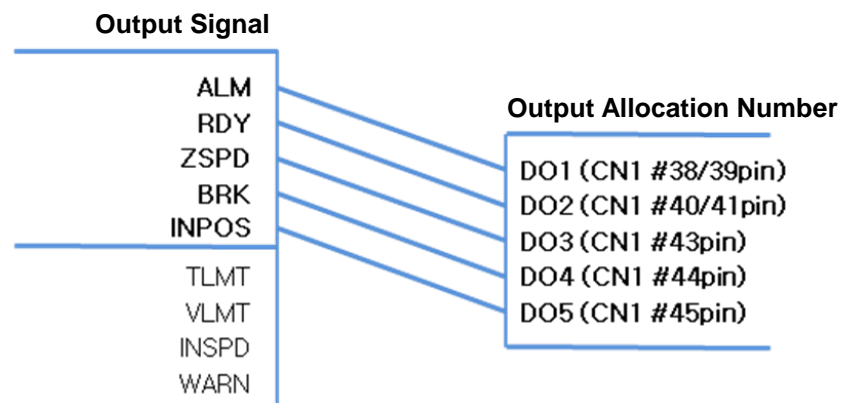 Output Signal
ALM
RDY
ZSPD
BRK
INPOS
TLMT
VLMT
INSPD
WARN
Output Allocation Number
DO1 (CN1 #38/39pin)
DO2 (CN1 #40/41pin)
DO3 (CN1 #43pin)
DO4 (CN1 #44pin)
DO5 (CN1 #45pin)